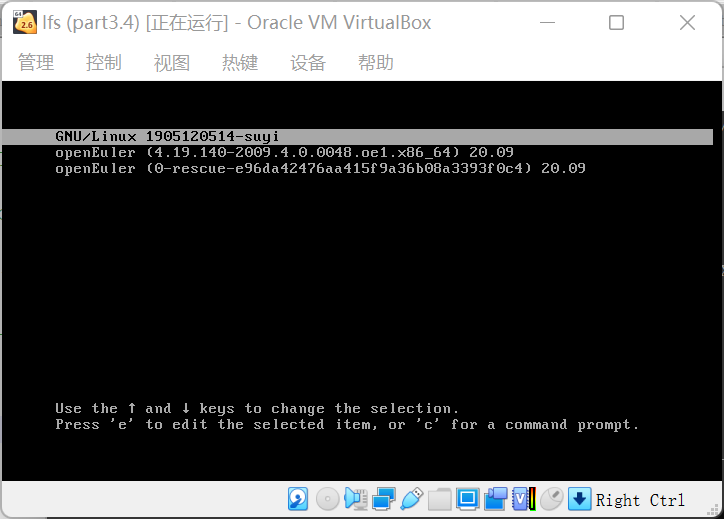 lfs (part3.4) [正在运行] - Oracle VM VirtualBox
管理 控制 视图 热键 设备 帮助
GNU/Linux 1905120514-suyi
openEuler (4.19.140-2009.4.0.0048.oe1.x86_64) 20.09
openEuler (0-rescue-e96da42476aa415f9a36b08a3393f0c4) 20.09
Use the ↑ and ↓ keys to change the selection.
Press 'e' to edit the selected item, or 'c' for a command prompt.
Right Ctrl